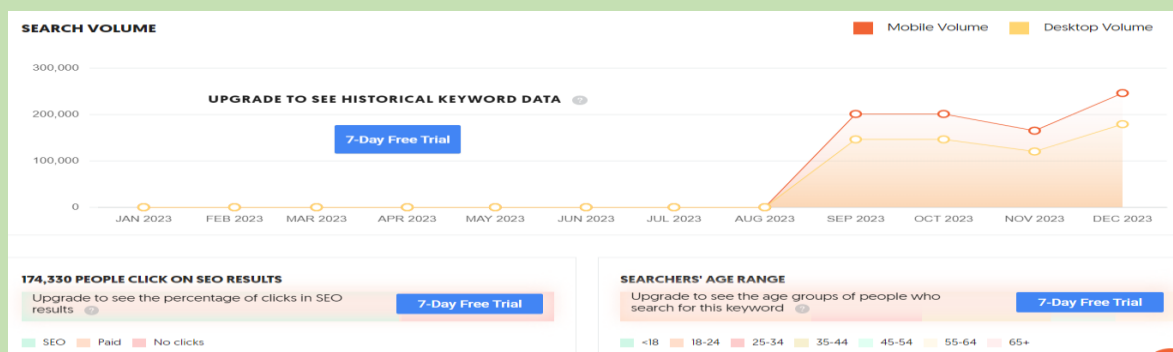 SEARCH VOLUME
Mobile Volume
Desktop Volume
300,000
UPGRADE TO SEE HISTORICAL KEYWORD DATA ?
200,000
7-Day Free Trial
100,000
0
JAN 2023 FEB 2023 MAR 2023 APR 2023 MAY 2023 JUN 2023 JUL 2023 AUG 2023 SEP 2023 OCT 2023 NOV 2023 DEC 2023
174,330 PEOPLE CLICK ON SEO RESULTS
Upgrade to see the percentage of clicks in SEO
results ?
7-Day Free Trial
SEO Paid No clicks
SEARCHERS' AGE RANGE
Upgrade to see the age groups of people who
search for this keyword ?
7-Day Free Trial
<18 18-24 25-34 35-44 45-54 55-64 65+